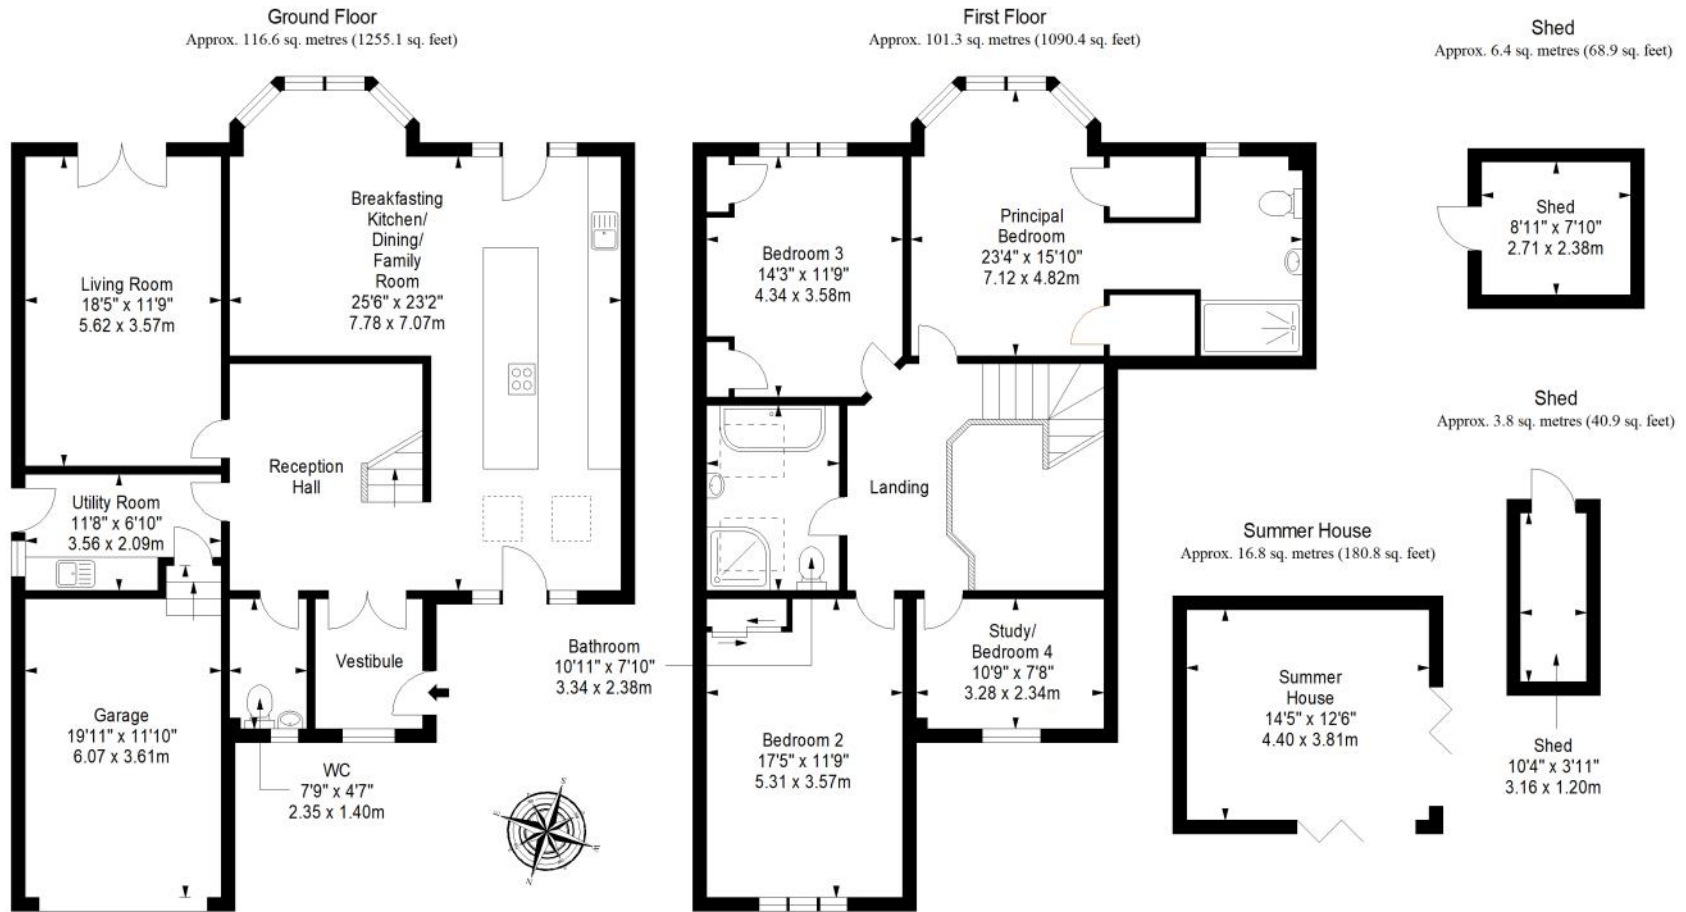 Ground Floor
Approx. 116.6 sq. metres (1255.1 sq. feet)
Living Room
18'5" x 11'9"
5.62 x 3.57m
Breakfasting
Kitchen/
Dining/
Family
Room
25'6" x 23'2"
7.78 x 7.07m
Reception
Hall
Utility Room
11'8" x 6'10"
3.56 x 2.09m
Vestibule
Garage
19'11" x 11'10"
6.07 x 3.61m
WC
7'9" x 4'7"
2.35 x 1.40m
S
E
W
N
First Floor
Approx. 101.3 sq. metres (1090.4 sq. feet)
Principal
Bedroom
23'4" x 15'10"
7.12 x 4.82m
Bedroom 3
14'3" x 11'9"
4.34 x 3.58m
Landing
Bathroom
10'11" x 7'10"
3.34 x 2.38m
Study/
Bedroom 4
10'9" x 7'8"
3.28 x 2.34m
Bedroom 2
17'5" x 11'9"
5.31 x 3.57m
Shed
Approx. 6.4 sq. metres (68.9 sq. feet)
Shed
8'11" x 7'10"
2.71 x 2.38m
Shed
Approx. 3.8 sq. metres (40.9 sq. feet)
Shed
10'4" x 3'11"
3.16 x 1.20m
Summer House
Approx. 16.8 sq. metres (180.8 sq. feet)
Summer
House
14'5" x 12'6"
4.40 x 3.81m